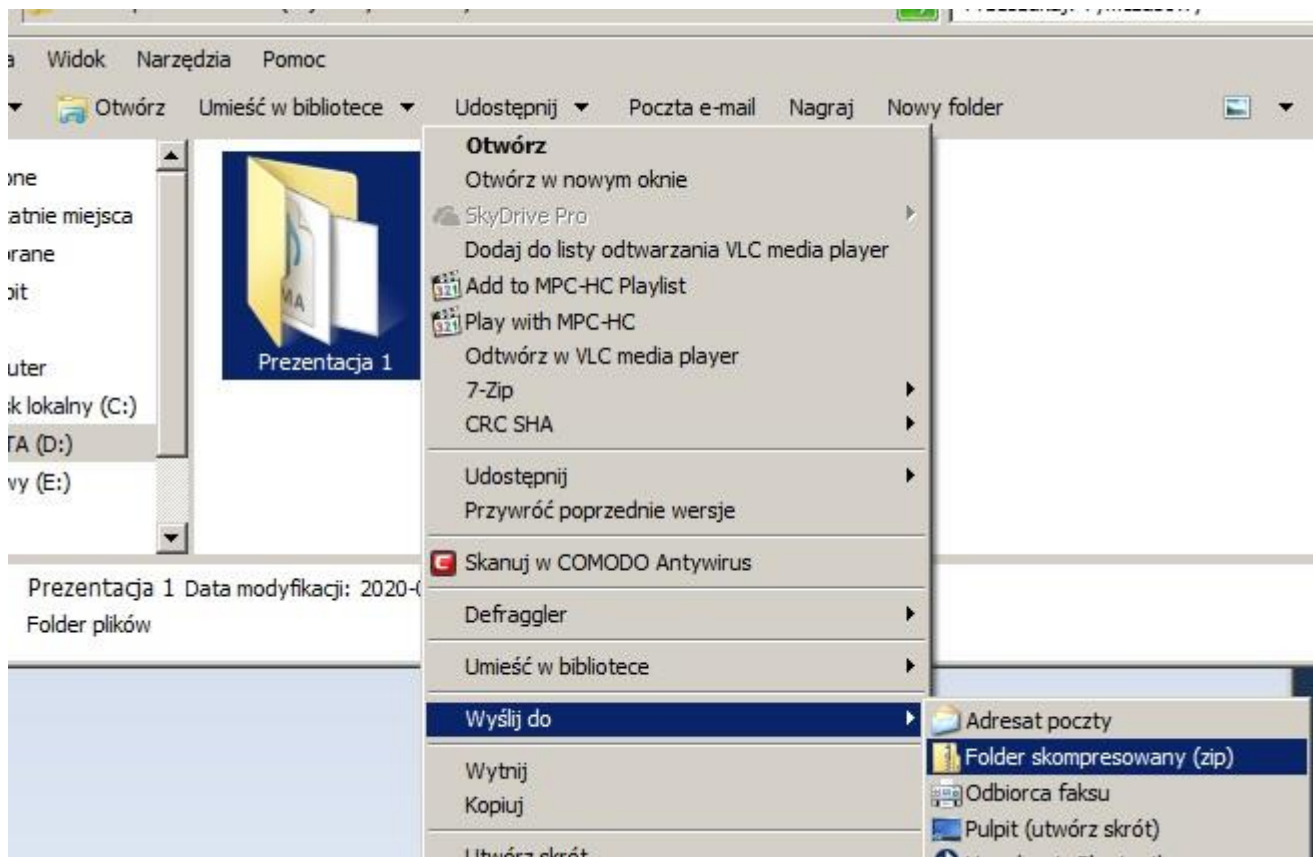 Widok Narzędzia Pomoc
Otwórz Umieść w bibliotece Udostępnij Poczta e-mail Nagraj Nowy folder
Otwórz
Otwórz w nowym oknie
miejsca
SkyDrive Pro
Dodaj do listy odtwarzania VLC media player
Add to MPC-HC Playlist
Play with MPC-HC
Prezentacja 1
Odtwórz w VLC media player
7-Zip
lokalny (C:)
CRC SHA
(D:)
(E:)
Udostępnij
Przywróć poprzednie wersje
Skanuj w COMODO Antywirus
Prezentacja 1 Data modyfikacji: 2020-0
Folder plików
Defraggler
Umieść w bibliotece
Wyślij do
Adresat poczty
Folder skompresowany (zip)
Wytnij
Odbiorca faksu
Kopiuj
Pulpit (utwórz skrót)
Utwórz skrót